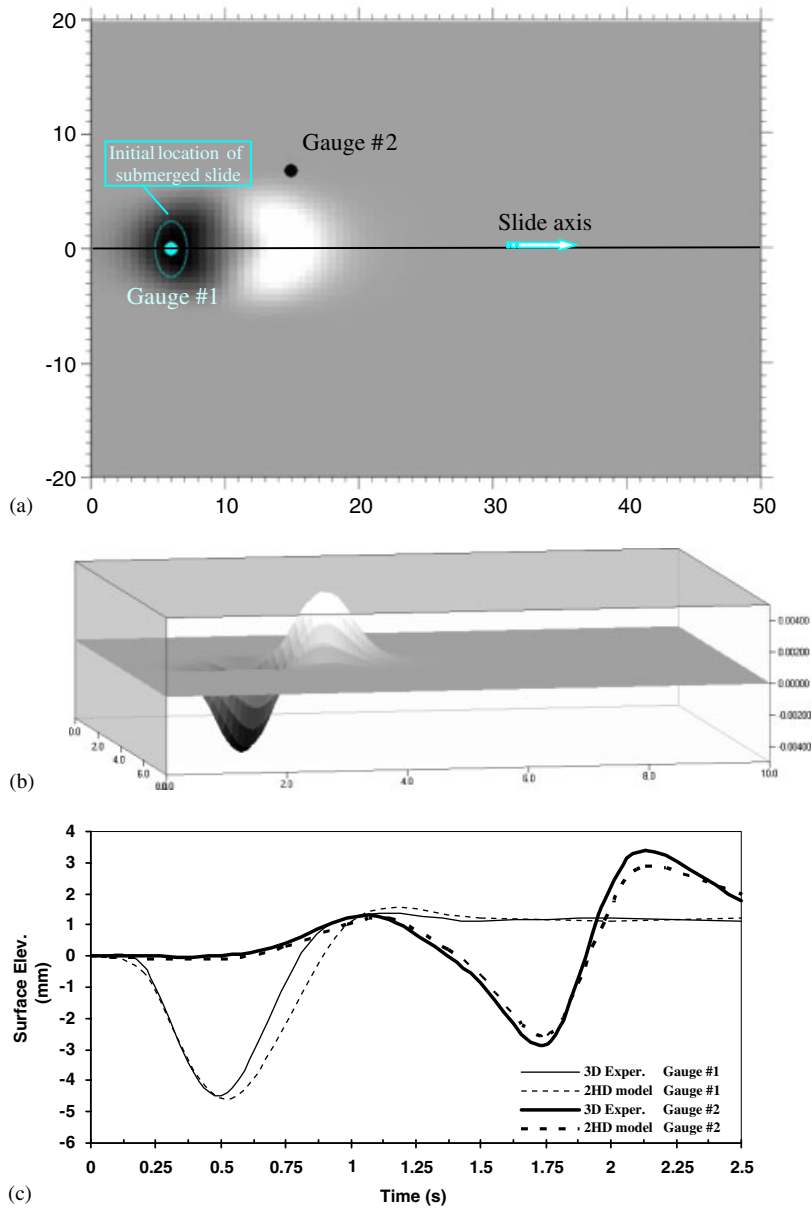 20
10
0
-10
-20
Initial location of
submerged slide
Gauge #1
Gauge #2
Slide axis
(a)
0 10 20 30 40 50
0.00400
0.00200
0.00000
-0.00200
-0.00400
0.0
2.0
4.0
6.0
2.0 4.0 6.0 8.0 10.0
(b)
4
3
2
1
0
-1
-2
-3
-4
-5
-6
Surface Elev.
(mm)
3D Exper. Gauge #1
2HD model Gauge #1
3D Exper. Gauge #2
2HD model Gauge #2
0 0.25 0.5 0.75 1 1.25 1.5 1.75 2 2.25 2.5
(c)
Time (s)